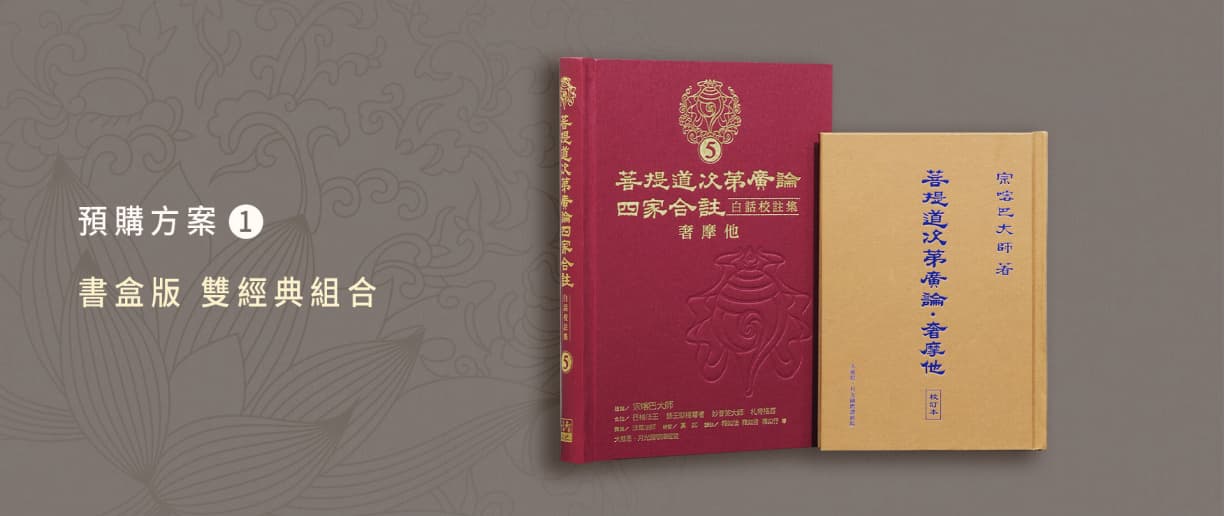 預購方案 1
書盒版 雙經典組合
菩提道次第廣論四家合註
白話校註集
5
5
菩提道次第廣論
四家合註 白話校註集
奢摩他
宗喀巴大師
宗喀巴大師 著
菩提道次第廣論·奢摩他
校訂本